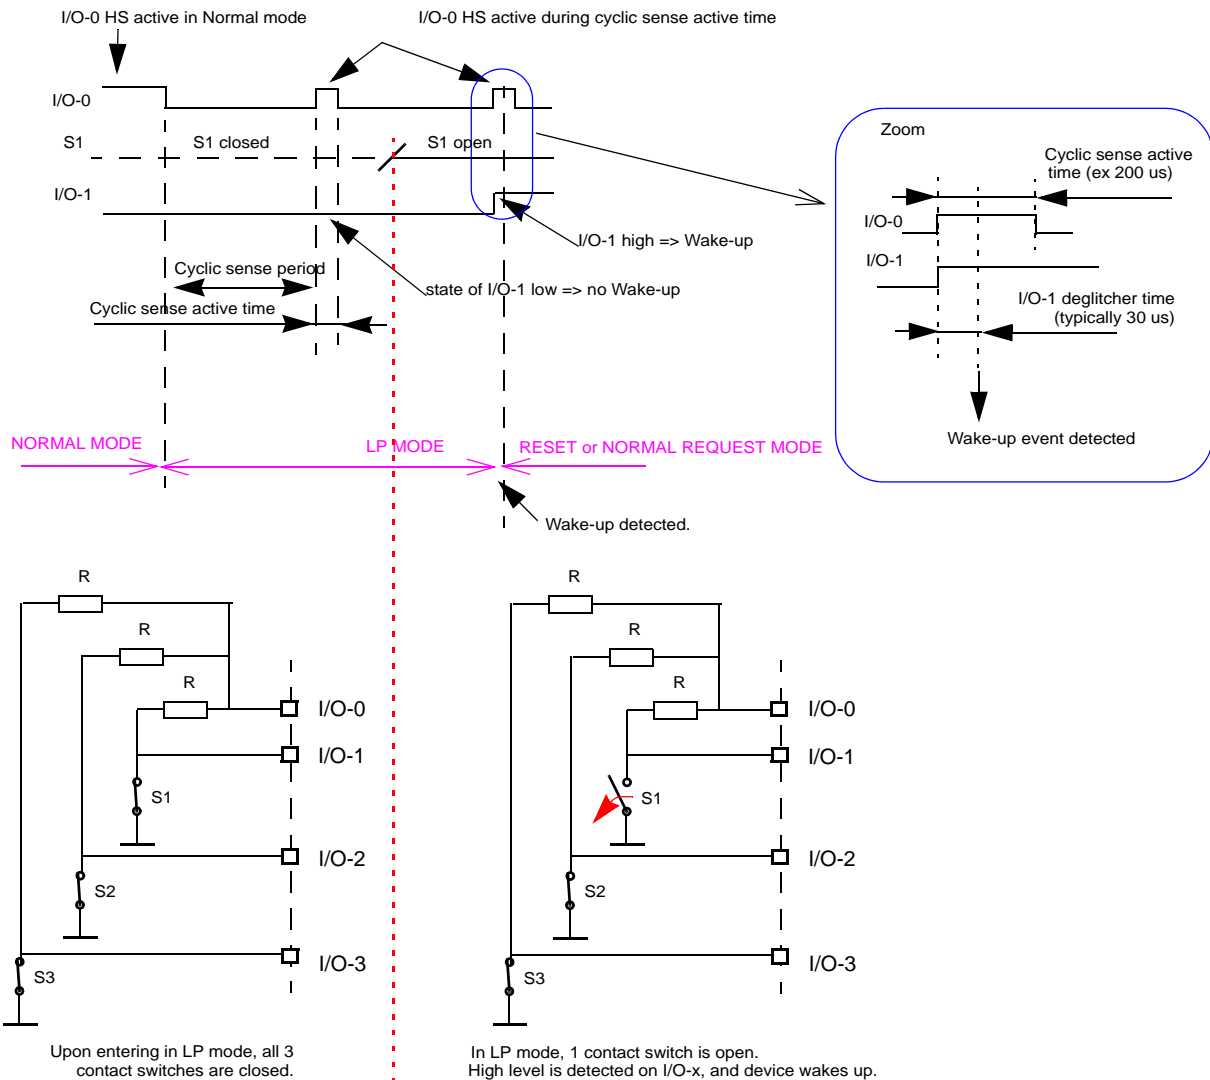 I/O-0 HS active in Normal mode
I/O-0 HS active during cyclic sense active time
I/O-0
S1
S1 closed
S1 open
I/O-1
I/O-1 high => Wake-up
Cyclic sense period
state of I/O-1 low => no Wake-up
Cyclic sense active time
Zoom
Cyclic sense active
time (ex 200 us)
I/O-0
I/O-1
I/O-1 deglitcher time
(typically 30 us)
Wake-up event detected
NORMAL MODE
LP MODE
RESET or NORMAL REQUEST MODE
Wake-up detected.
R
R
R
I/O-0
I/O-1
S1
I/O-2
S2
I/O-3
S3
Upon entering in LP mode, all 3
contact switches are closed.
R
R
R
I/O-0
I/O-1
S1
I/O-2
S2
I/O-3
S3
In LP mode, 1 contact switch is open.
High level is detected on I/O-x, and device wakes up.